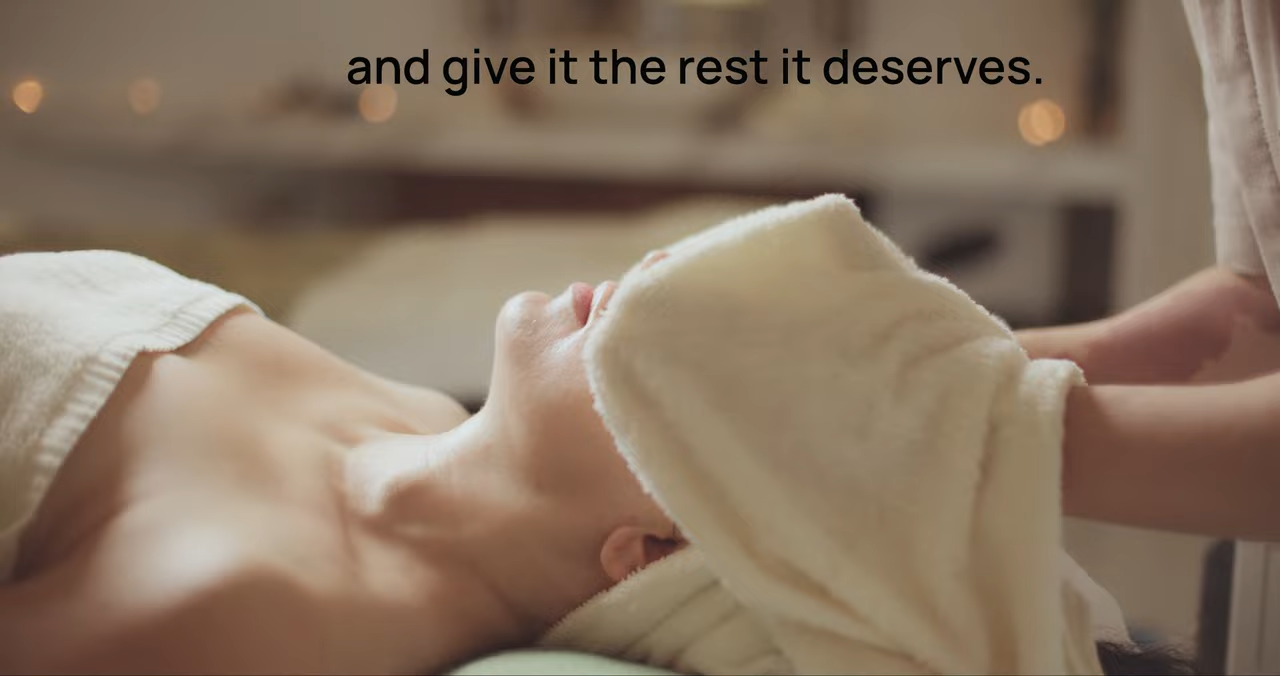 and give it the rest it deserves.